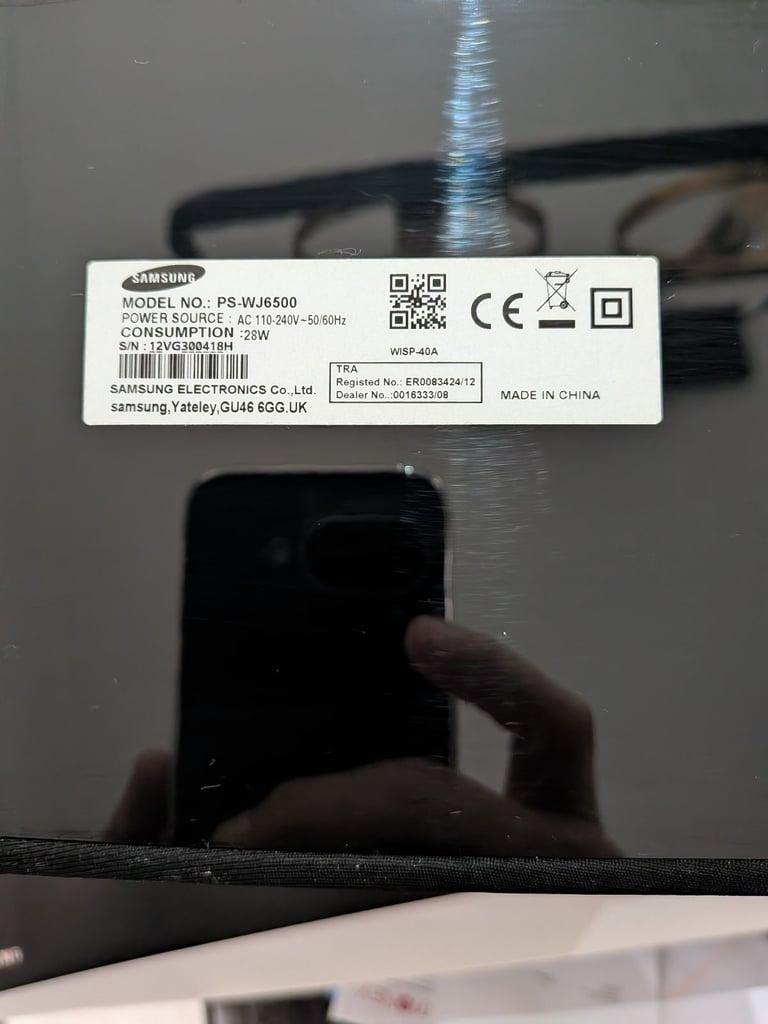 SAMSUNG
MODEL NO.: PS-WJ6500
POWER SOURCE : AC 110-240V~50/60Hz
CONSUMPTION :28W
S/N : 12VG300418H
SAMSUNG ELECTRONICS Co.,Ltd.
samsung,Yateley,GU46 6GG.UK
WISP-40A
TRA
Registed No.: ER0083424/12
Dealer No.:0016333/08
CE
MADE IN CHINA